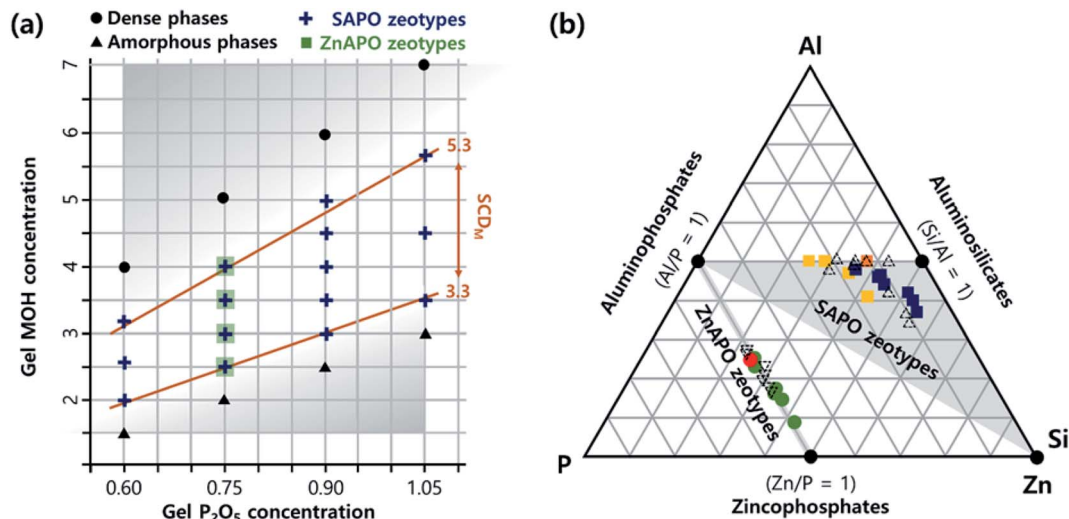 (a)
Dense phases
SAPO zeotypes
Amorphous phases
ZnAPO zeotypes
7
6
5
4
3
2
Gel MOH concentration
0.60
0.75
0.90
1.05
Gel P₂O₅ concentration
5.3
SCD_M
3.3
(b)
Al
Aluminophosphates
(Al/P = 1)
Aluminosilicates
(Si/Al = 1)
SAPO zeotypes
ZnAPO zeotypes
P
Si
Zn
(Zn/P = 1)
Zincophosphates